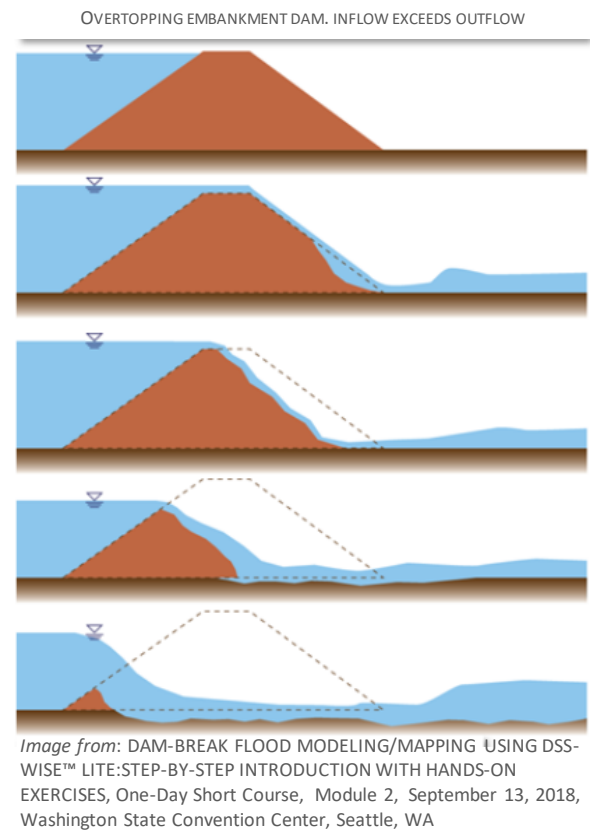 OVERTOPPING EMBANKMENT DAM. INFLOW EXCEEDS OUTFLOW
Image from: DAM-BREAK FLOOD MODELING/MAPPING USING DSS-
WISE™ LITE:STEP-BY-STEP INTRODUCTION WITH HANDS-ON
EXERCISES, One-Day Short Course, Module 2, September 13, 2018,
Washington State Convention Center, Seattle, WA